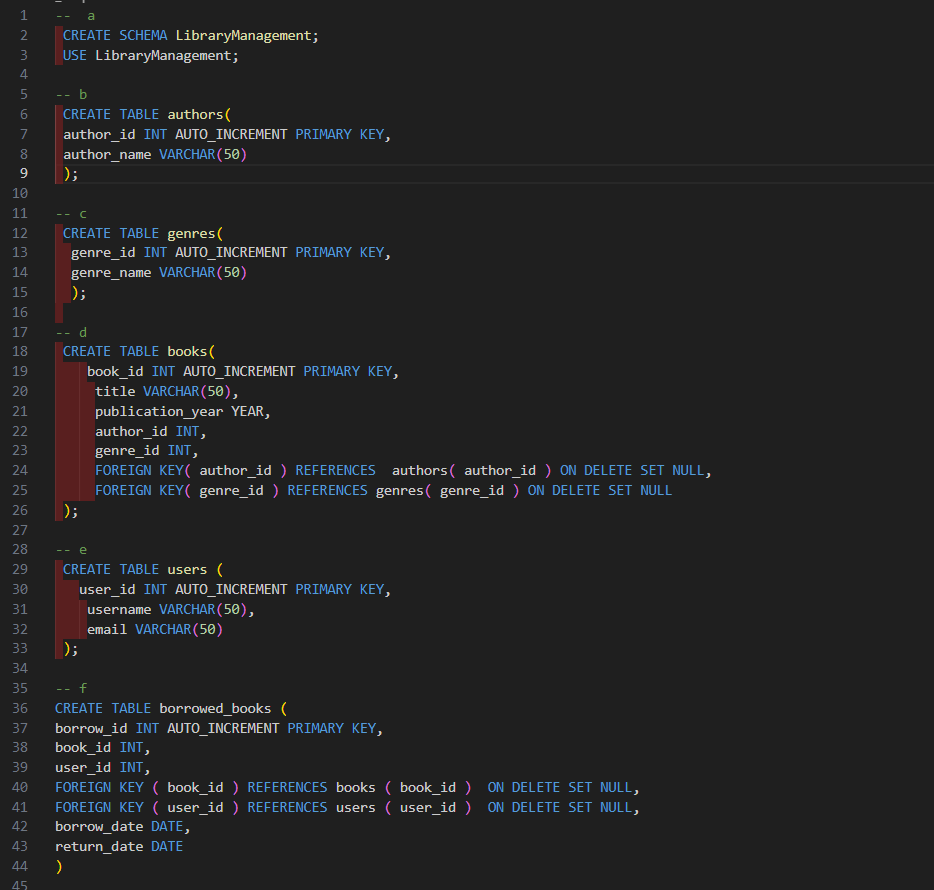 1 --  a
2 CREATE SCHEMA LibraryManagement;
3 USE LibraryManagement;
4
5 -- b
6 CREATE TABLE authors(
7 author_id INT AUTO_INCREMENT PRIMARY KEY,
8 author_name VARCHAR(50)
9 );
10
11 -- c
12 CREATE TABLE genres(
13 genre_id INT AUTO_INCREMENT PRIMARY KEY,
14 genre_name VARCHAR(50)
15 );
16
17 -- d
18 CREATE TABLE books(
19 book_id INT AUTO_INCREMENT PRIMARY KEY,
20 title VARCHAR(50),
21 publication_year YEAR,
22 author_id INT,
23 genre_id INT,
24 FOREIGN KEY( author_id ) REFERENCES  authors( author_id ) ON DELETE SET NULL,
25 FOREIGN KEY( genre_id ) REFERENCES genres( genre_id ) ON DELETE SET NULL
26 );
27
28 -- e
29 CREATE TABLE users (
30 user_id INT AUTO_INCREMENT PRIMARY KEY,
31 username VARCHAR(50),
32 email VARCHAR(50)
33 );
34
35 -- f
36 CREATE TABLE borrowed_books (
37 borrow_id INT AUTO_INCREMENT PRIMARY KEY,
38 book_id INT,
39 user_id INT,
40 FOREIGN KEY ( book_id ) REFERENCES books ( book_id )  ON DELETE SET NULL,
41 FOREIGN KEY ( user_id ) REFERENCES users ( user_id )  ON DELETE SET NULL,
42 borrow_date DATE,
43 return_date DATE
44 )
45